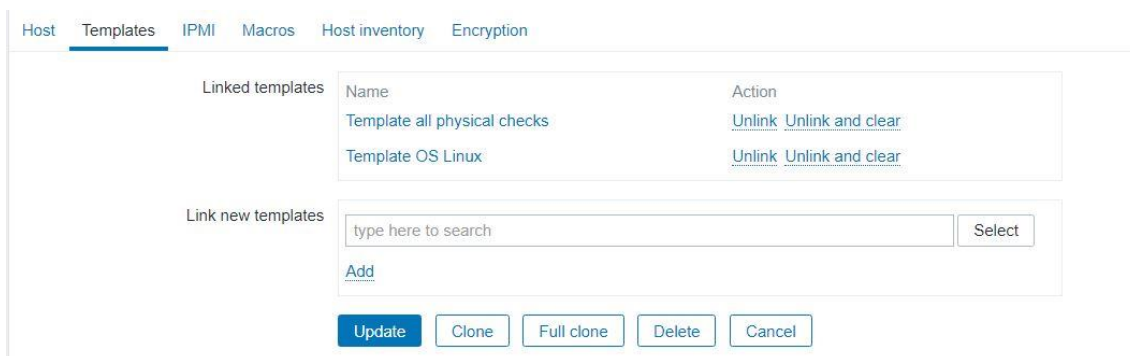 Host Templates IPMI Macros Host inventory Encryption
Linked templates Name Action
Template all physical checks Unlink Unlink and clear
Template OS Linux Unlink Unlink and clear
Link new templates
type here to search Select
Add
Update Clone Full clone Delete Cancel